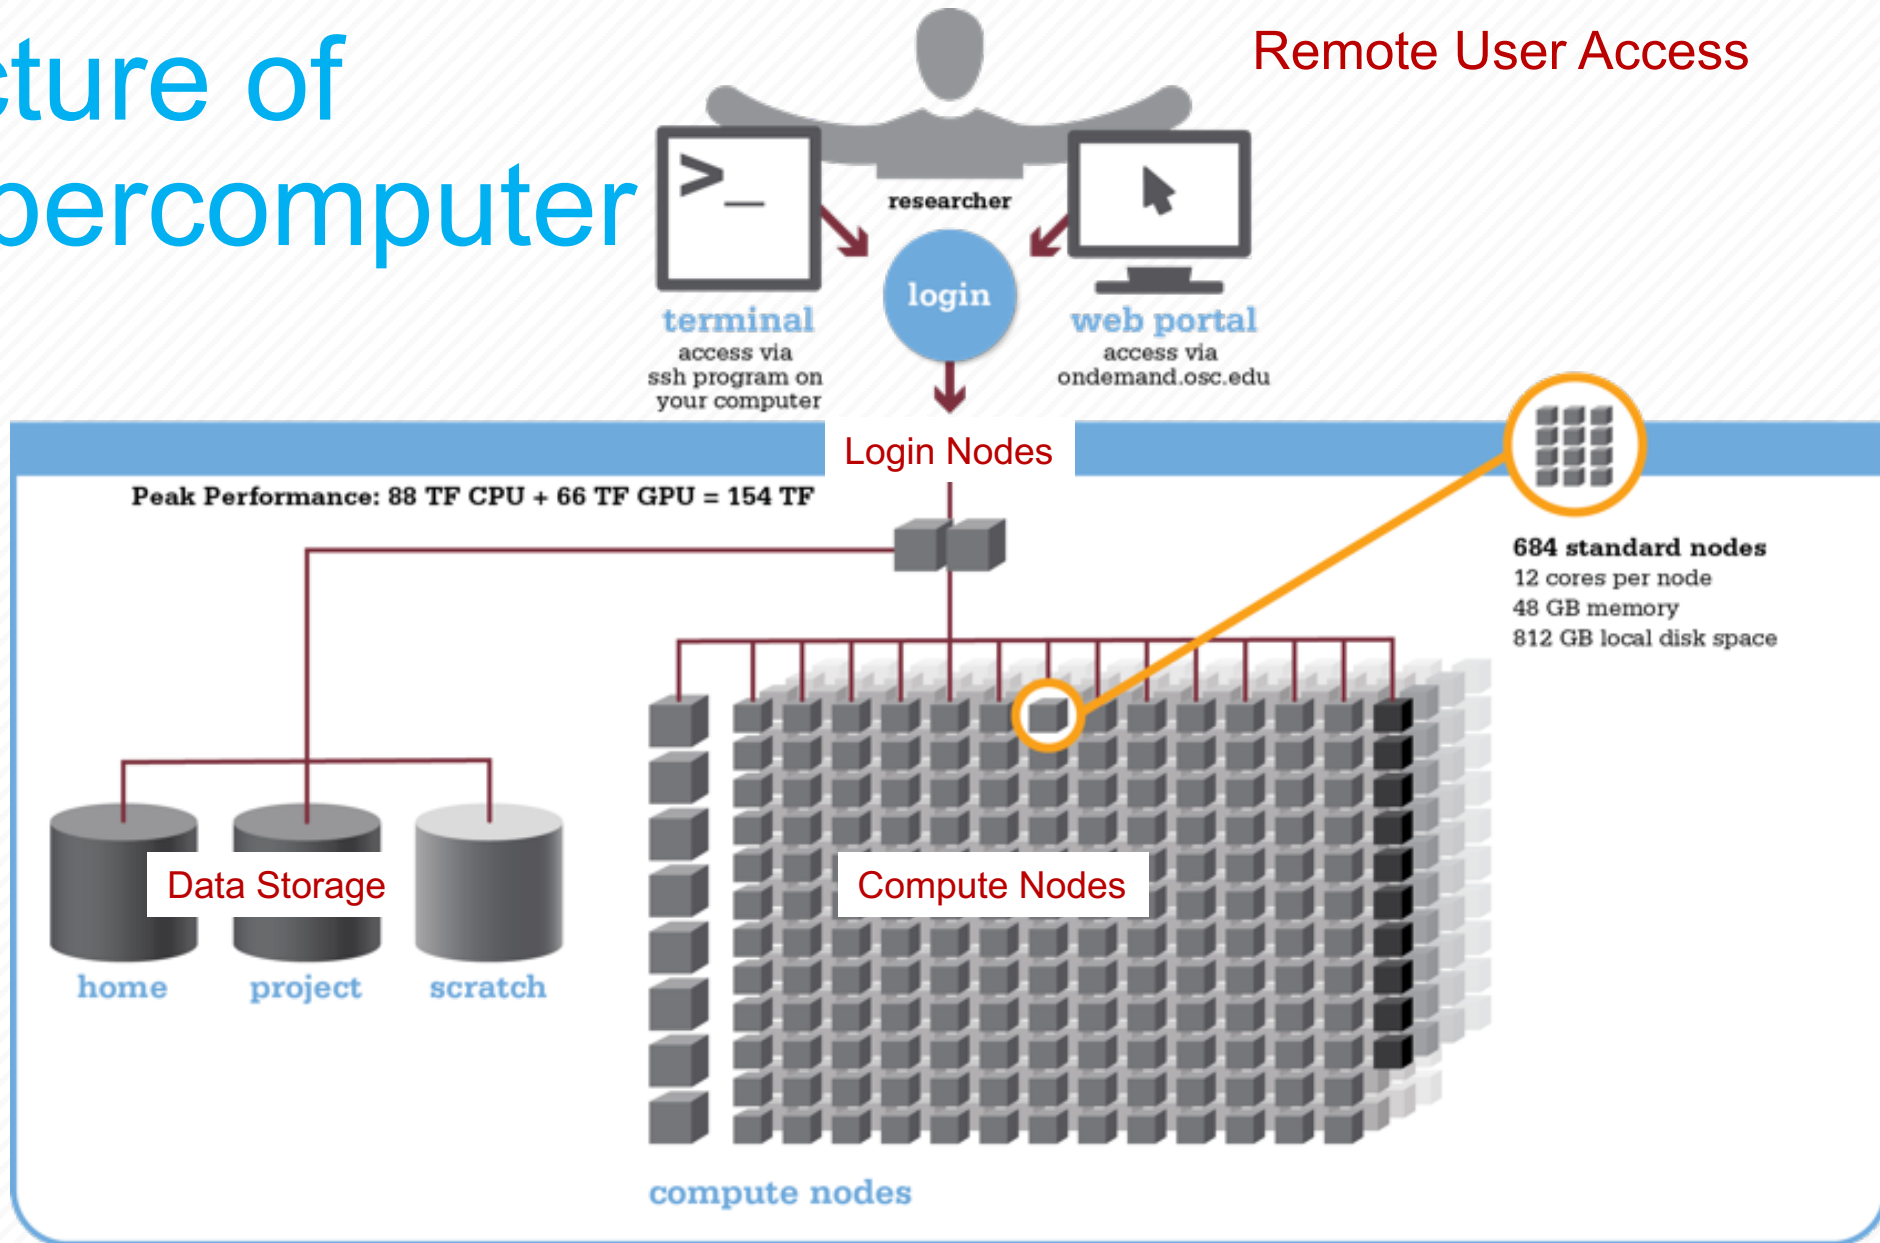 cture of
percomputer
Remote User Access
>_
researcher
login
terminal
access via
ssh program on
your computer
web portal
access via
ondemand.osc.edu
Login Nodes
Peak Performance: 88 TF CPU + 66 TF GPU = 154 TF
684 standard nodes
12 cores per node
48 GB memory
812 GB local disk space
Data Storage
Compute Nodes
home
project
scratch
compute nodes